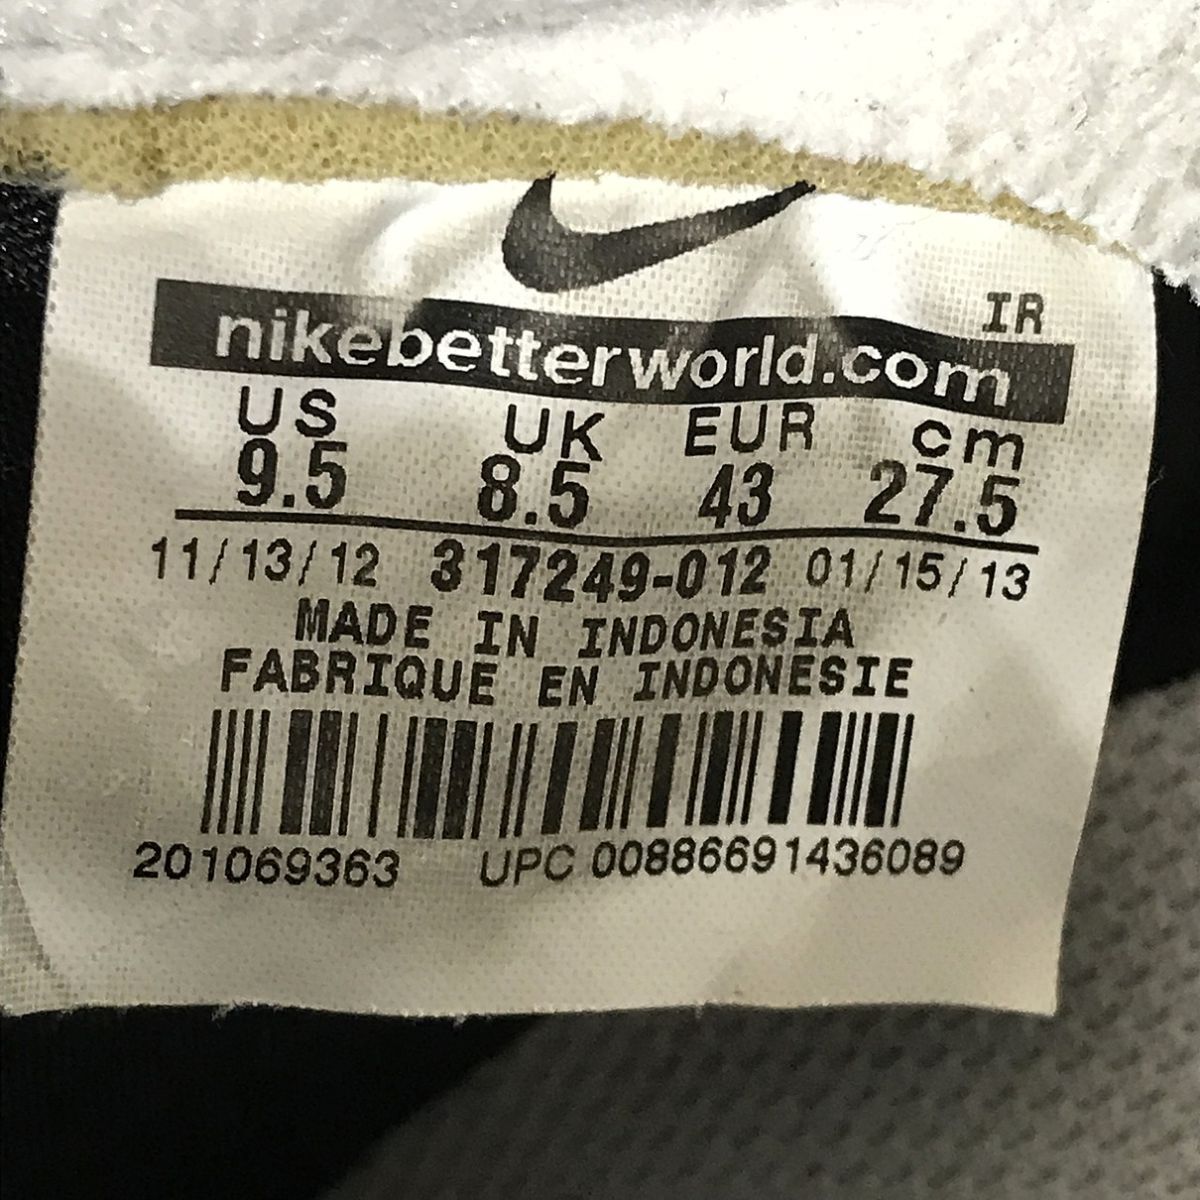 IR
nikebetterworld.com
US UK EUR cm
9.5 8.5 43 27.5
11/13/12 317249-012 01/15/13
MADE IN INDONESIA
FABRIQUE EN INDONESIE
201069363 UPC 00886691436089